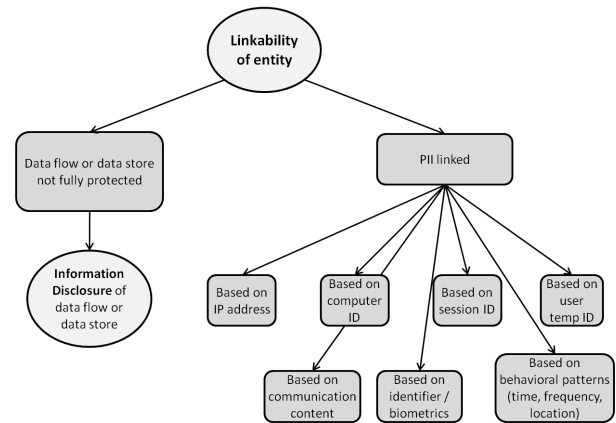 Linkability
of entity
Data flow or data store
not fully protected
PII linked
Information
Disclosure of
data flow or
data store
Based on
IP address
Based on
computer
ID
Based on
session ID
Based on
user
temp ID
Based on
communication
content
Based on
identifier /
biometrics
Based on
behavioral patterns
(time, frequency,
location)